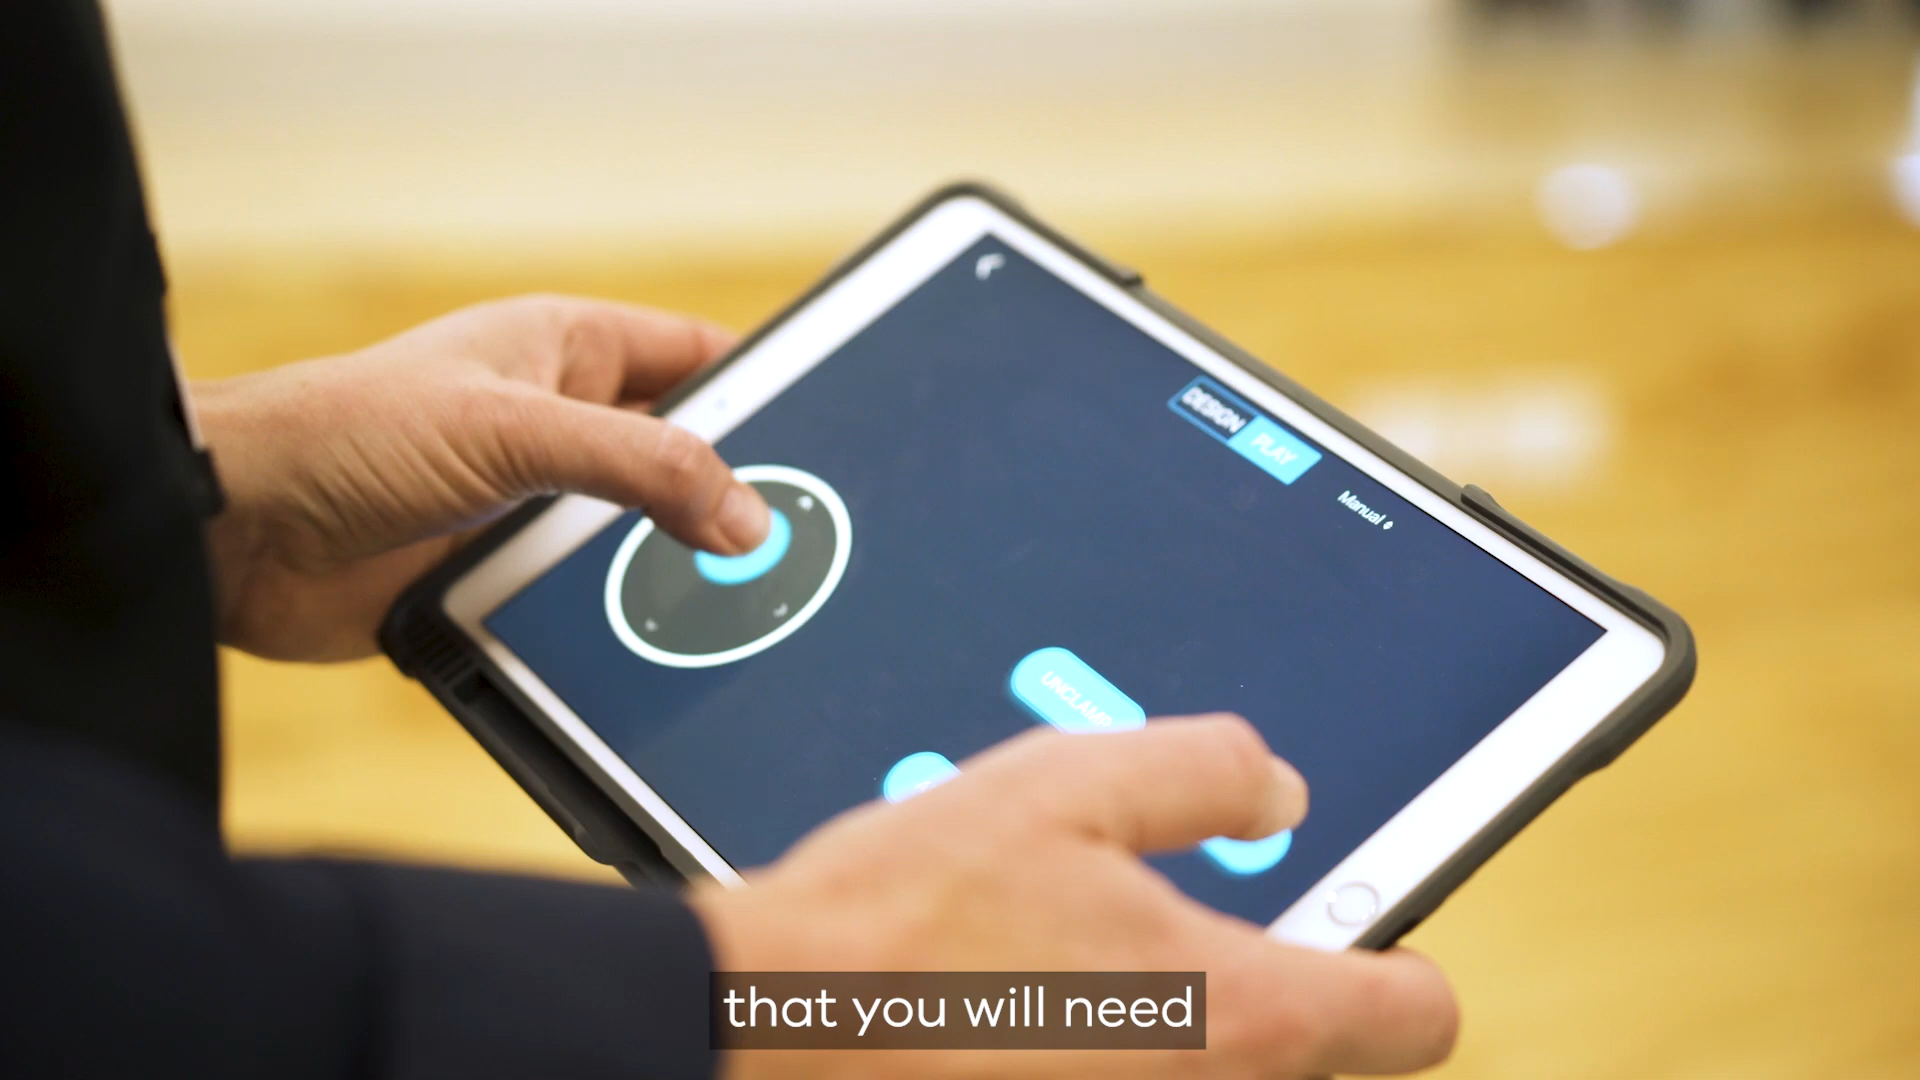 DESIGN
PLAY
Manual
UNCLAMP
that you will need